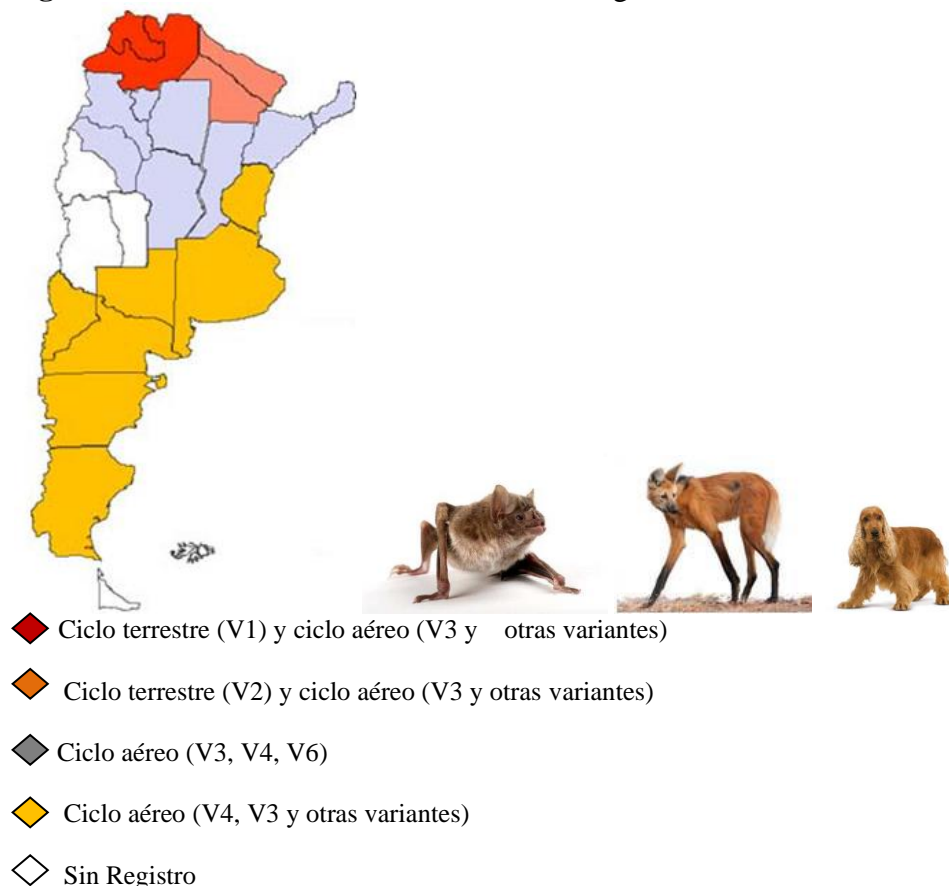 Ciclo terrestre (V1) y ciclo aéreo (V3 y otras variantes)
Ciclo terrestre (V2) y ciclo aéreo (V3 y otras variantes)
Ciclo aéreo (V3, V4, V6)
Ciclo aéreo (V4, V3 y otras variantes)
Sin Registro